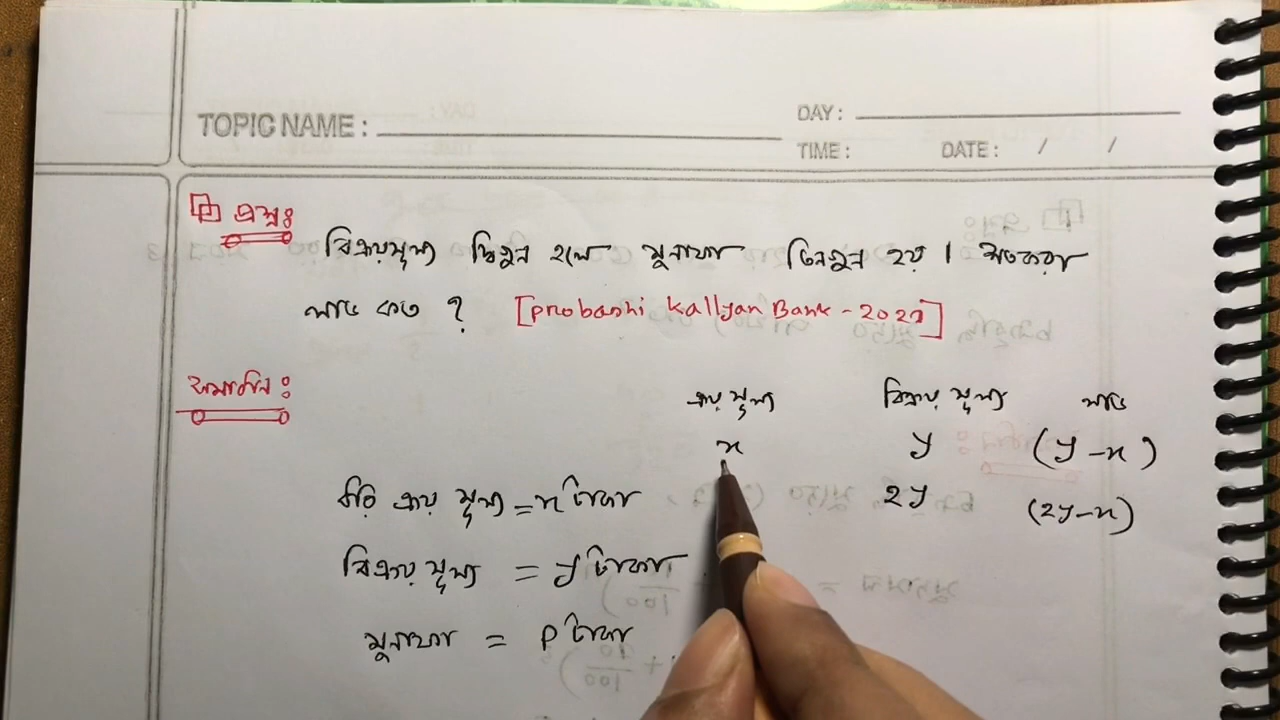 TOPIC NAME :
DAY :
TIME : DATE : / /
প্রশ্নঃ
বিক্রয়মূল্য দ্বিগুন হলে মুনাফা তিনগুন হয় । শতকরা
লাভ কত ? [Probashi Kallyan Bank - 2021]
সমাধান :
ক্রয় মূল্য বিক্রয় মূল্য লাভ
x y (y-x)
ধরি ক্রয় মূল্য = x টাকা 2y (2y-x)
বিক্রয় মূল্য = y টাকা
মুনাফা = P টাকা